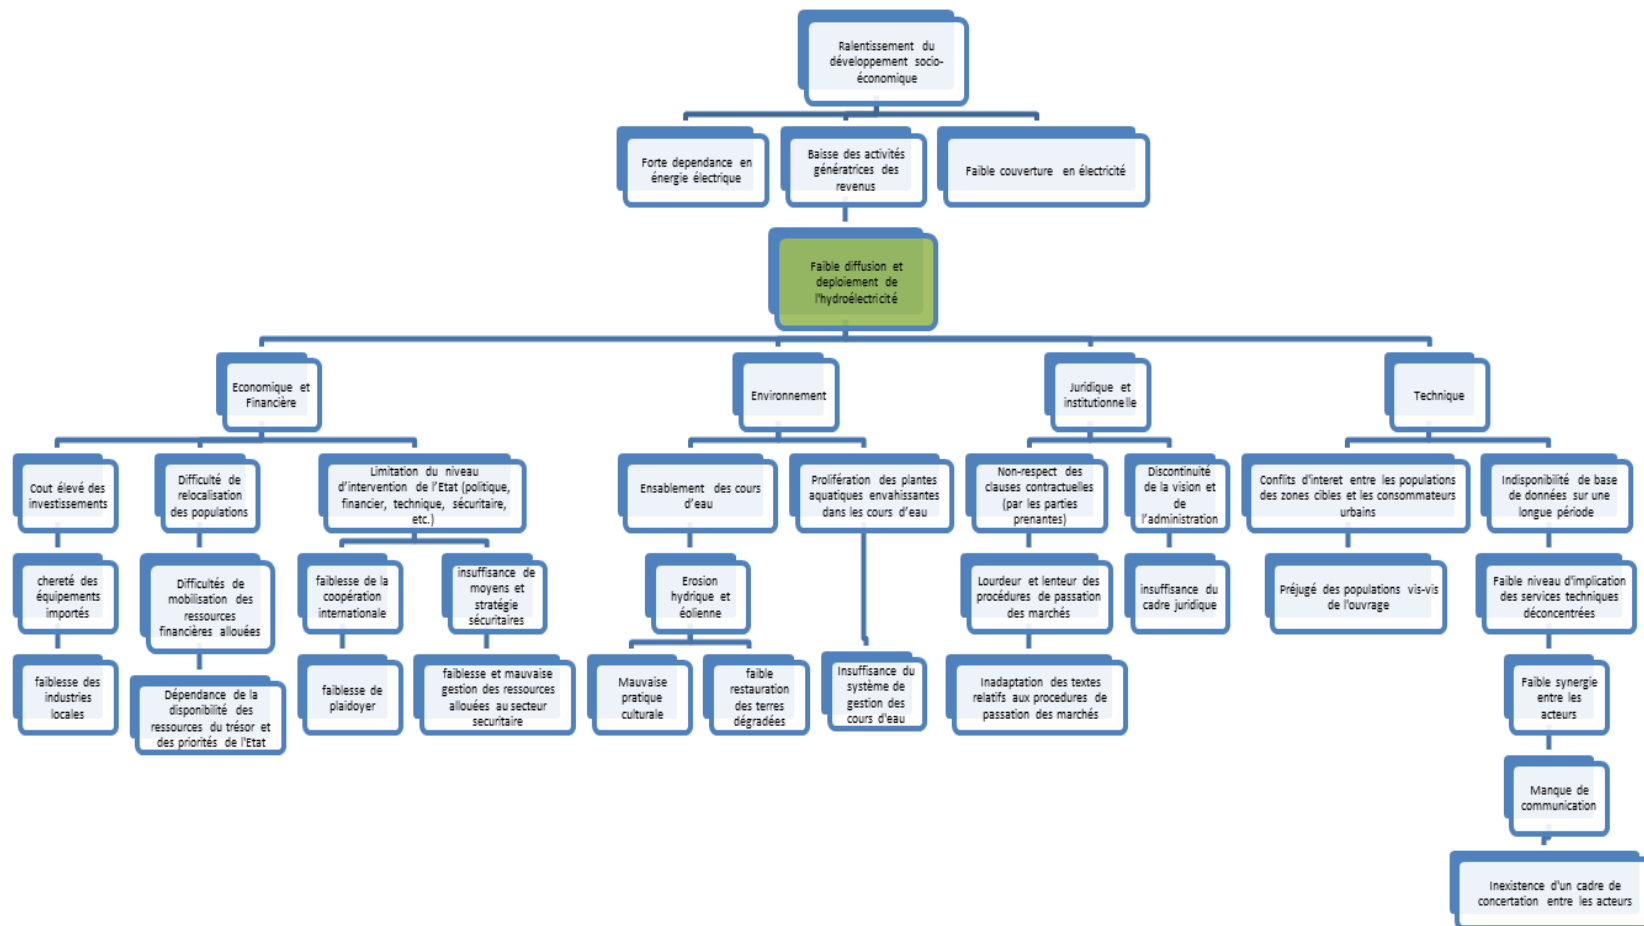 Ralentissement du
développement socio-
économique
Forte dependance en
énergie électrique
Baisse des activités
génératrices des
revenus
Faible couverture en électricité
Faible diffusion et
deploiement de
l'hydroélectricité
Economique et
Financière
Environnement
Juridique et
institutionnelle
Technique
Cout élevé des
investissements
Difficulté de
relocalisation
des populations
Limitation du niveau
d'intervention de l'Etat (politique,
financier, technique, sécuritaire,
etc.)
Ensablement des cours
d'eau
Prolifération des plantes
aquatiques envahissantes
dans les cours d'eau
Non-respect des
clauses contractuelles
(par les parties
prenantes)
Discontinuité
de la vision et
de
l'administration
Conflits d'interet entre les populations
des zones cibles et les consommateurs
urbains
Indisponibilité de base
de données sur une
longue période
chereté des
équipements
importés
Difficultés de
mobilisation des
ressources
financières allouées
faiblesse de la
coopération
internationale
insuffisance de
moyens et
stratégie
sécuritaires
Erosion
hydrique et
éolienne
Lourdeur et lenteur des
procédures de passation
des marchés
insuffisance du
cadre juridique
Préjugé des populations vis-vis
de l'ouvrage
Faible niveau d'implication
des services techniques
déconcentrées
faiblesse des
industries
locales
Dépendance de la
disponibilité des
ressources du trésor et
des priorités de l'Etat
faiblesse de
plaidoyer
faiblesse et mauvaise
gestion des ressources
allouées au secteur
securitaire
Mauvaise
pratique
culturale
faible
restauration
des terres
dégradées
Insuffisance du
système de
gestion des
cours d'eau
Inadaptation des textes
relatifs aux procedures de
passation des marchés
Faible synergie
entre les
acteurs
Manque de
communication
Inexistence d'un cadre de
concertation entre les acteurs